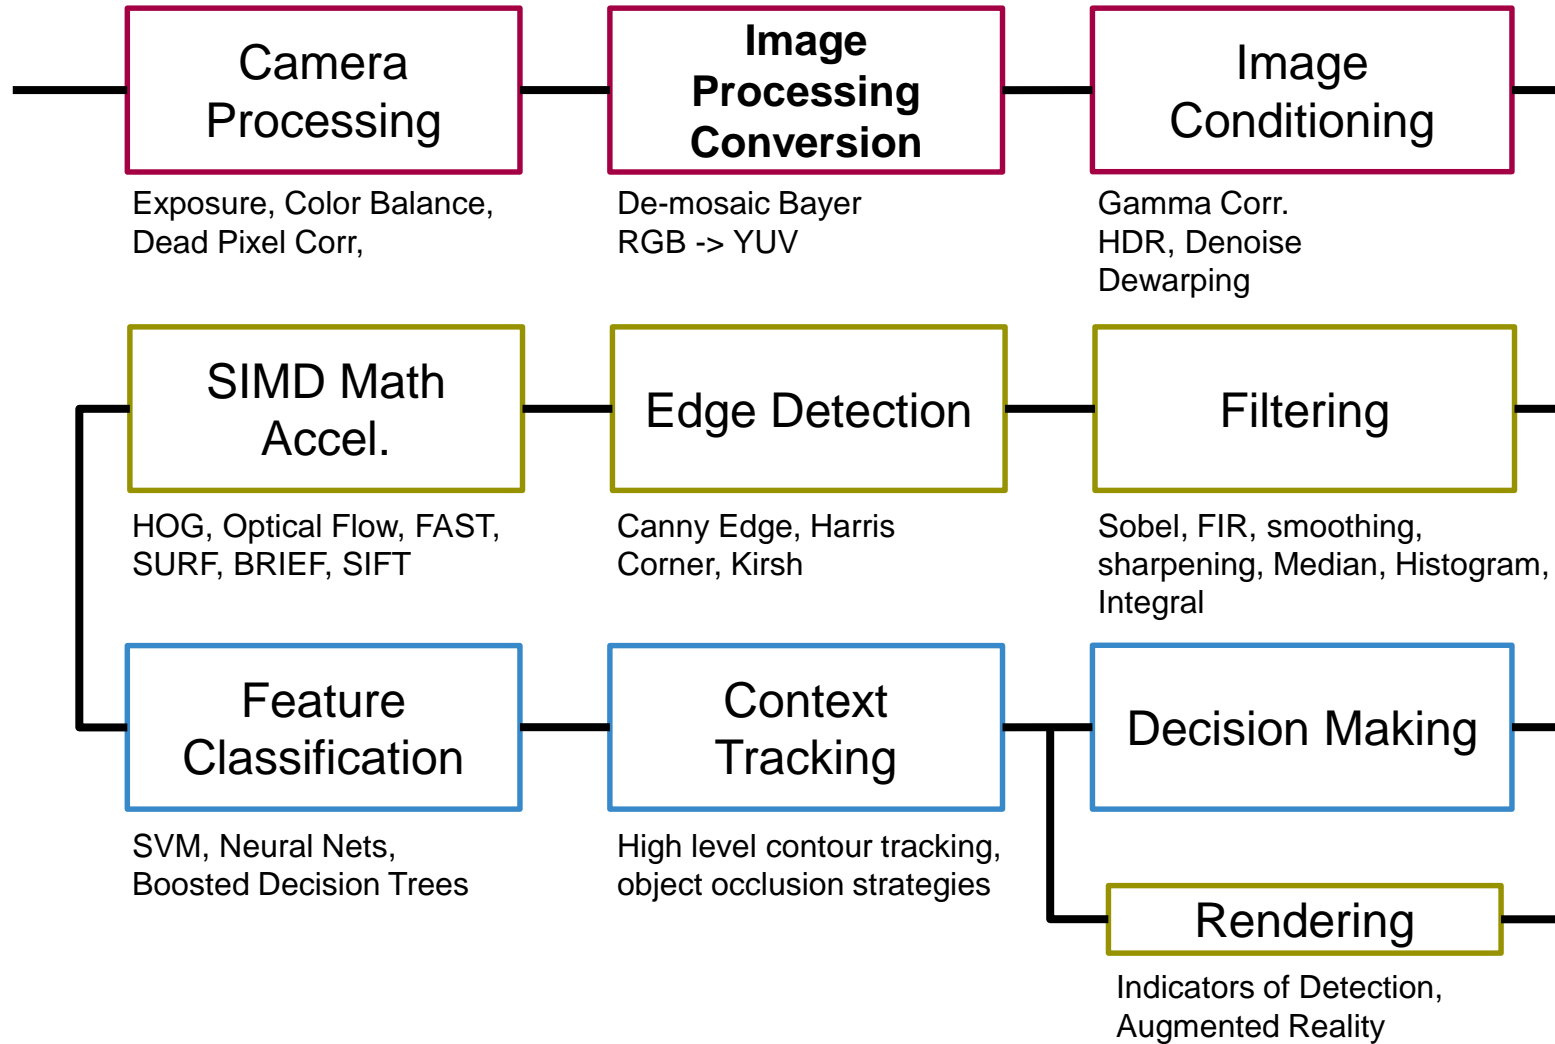 Camera
Processing
Image
Processing
Conversion
Image
Conditioning
Exposure, Color Balance,
Dead Pixel Corr,
De-mosaic Bayer
RGB -> YUV
Gamma Corr.
HDR, Denoise
Dewarping
SIMD Math
Accel.
Edge Detection
Filtering
HOG, Optical Flow, FAST,
SURF, BRIEF, SIFT
Canny Edge, Harris
Corner, Kirsh
Sobel, FIR, smoothing,
sharpening, Median, Histogram,
Integral
Feature
Classification
Context
Tracking
Decision Making
SVM, Neural Nets,
Boosted Decision Trees
High level contour tracking,
object occlusion strategies
Rendering
Indicators of Detection,
Augmented Reality